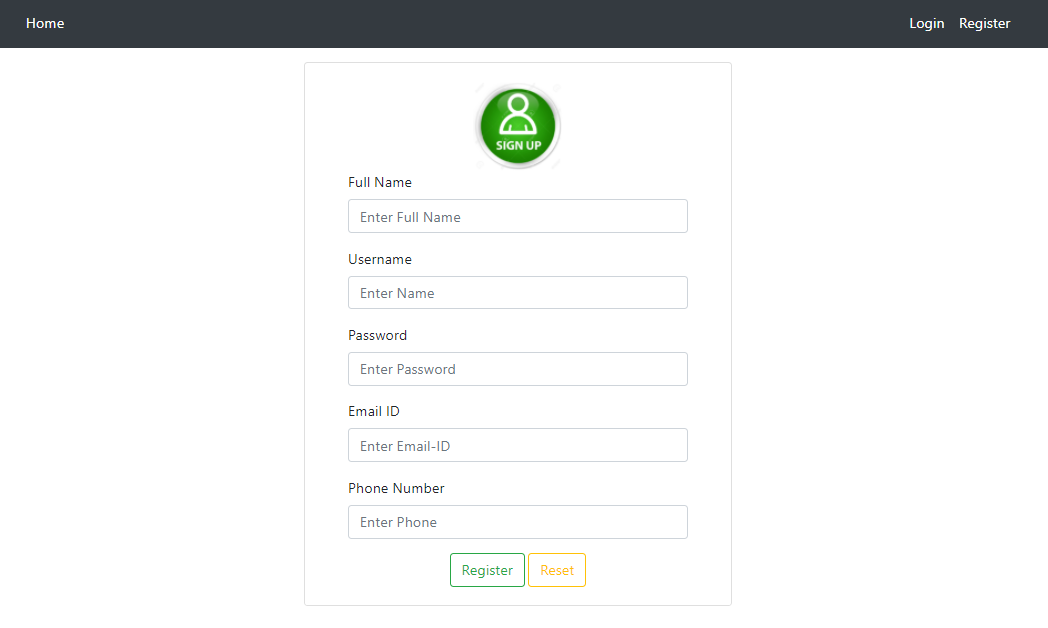 Home Login Register
SIGN UP
Full Name
Enter Full Name
Username
Enter Name
Password
Enter Password
Email ID
Enter Email-ID
Phone Number
Enter Phone
Register Reset